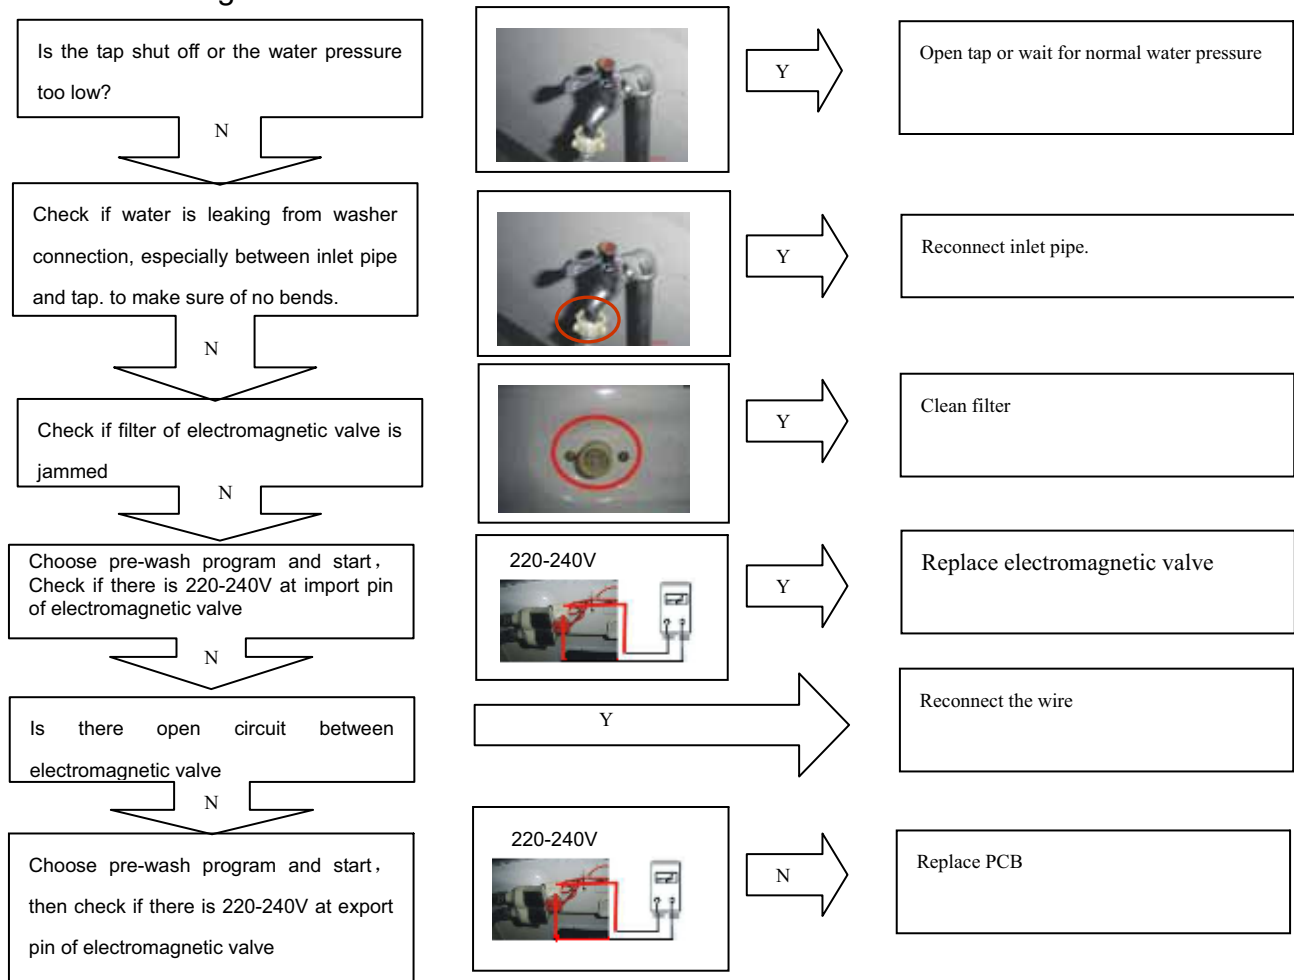 Is the tap shut off or the water pressure
too low?
Y
Open tap or wait for normal water pressure
N
Check if water is leaking from washer
connection, especially between inlet pipe
and tap. to make sure of no bends.
Y
Reconnect inlet pipe.
N
Check if filter of electromagnetic valve is
jammed
Y
Clean filter
N
Choose pre-wash program and start，
Check if there is 220-240V at import pin
of electromagnetic valve
220-240V
Y
Replace electromagnetic valve
N
Is there open circuit between
electromagnetic valve
Y
Reconnect the wire
N
Choose pre-wash program and start，
then check if there is 220-240V at export
pin of electromagnetic valve
220-240V
N
Replace PCB